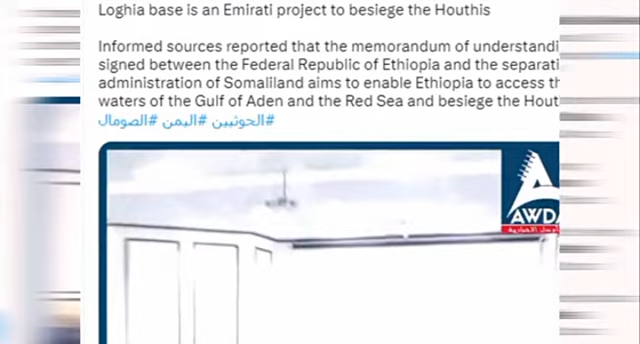 Loghia base is an Emirati project to besiege the Houthis
Informed sources reported that the memorandum of understandi
signed between the Federal Republic of Ethiopia and the separati
administration of Somaliland aims to enable Ethiopia to access th
waters of the Gulf of Aden and the Red Sea and besiege the Hout
#الحوثيين #اليمن #الصومال
AWDA